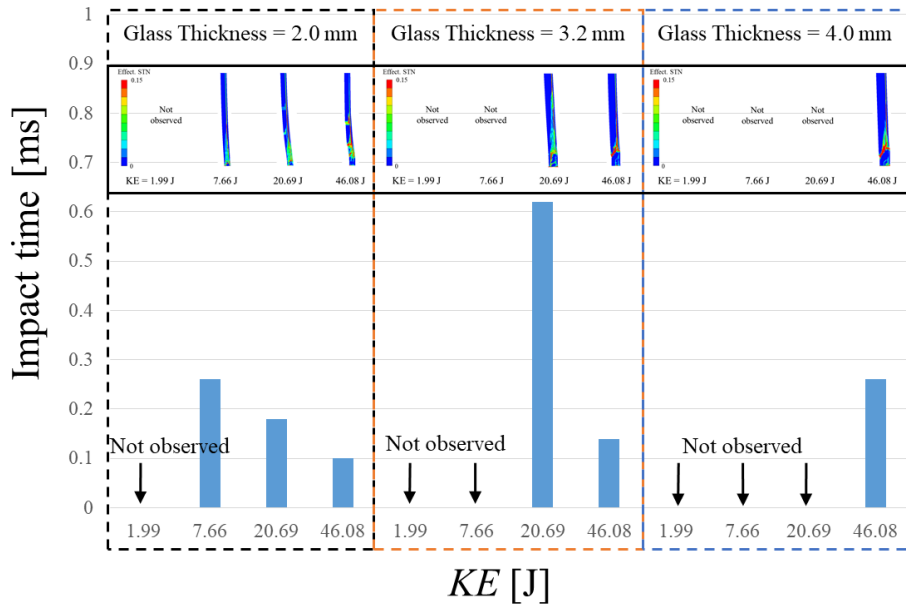 1
0.9
0.8
0.7
0.6
0.5
0.4
0.3
0.2
0.1
0
Impact time [ms]
Glass Thickness = 2.0 mm
Effect. STN
0.15
0
Not
observed
KE = 1.99 J 7.66 J 20.69 J 46.08 J
Not observed
1.99 7.66 20.69 46.08
Glass Thickness = 3.2 mm
Effect. STN
0.15
0
Not
observed
Not
observed
KE = 1.99 J 7.66 J 20.69 J 46.08 J
Not observed
1.99 7.66 20.69 46.08
Glass Thickness = 4.0 mm
Effect. STN
0.15
0
Not
observed
Not
observed
Not
observed
KE = 1.99 J 7.66 J 20.69 J 46.08 J
Not observed
1.99 7.66 20.69 46.08
KE [J]